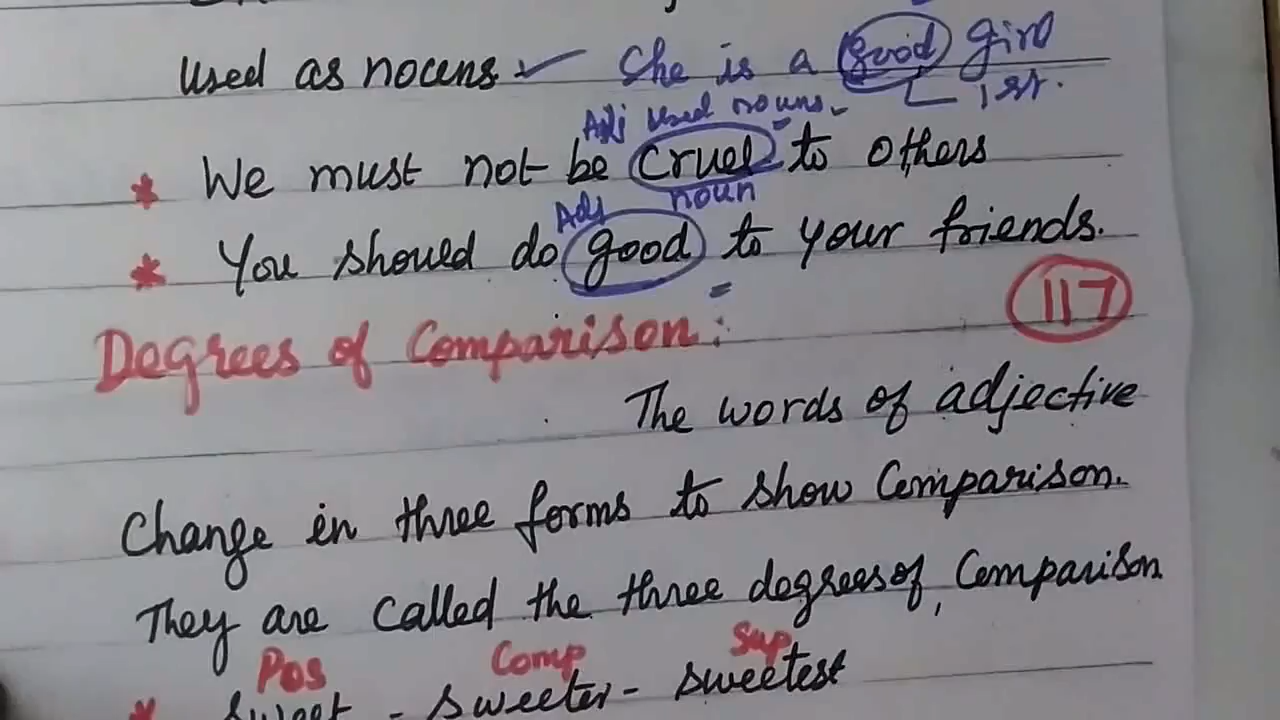 used as nouns ✓ She is a good girl
1st.
Adj used nouns.
* We must not be cruel to others
Adj noun
* You should do good to your friends.
117
Degrees of Comparison:
The words of adjective
Change in three forms to show Comparison.
They are called the three degrees of, Comparison
Pos Comp Sup
* sweet - sweeter - sweetest